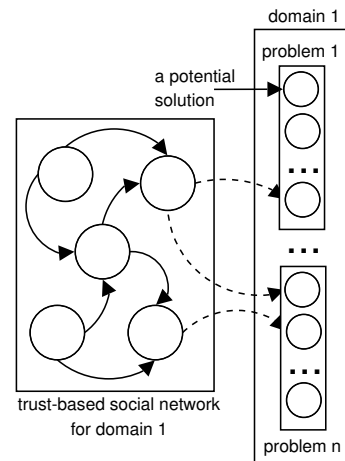 domain 1
problem 1
a potential
solution
...
...
...
trust-based social network
for domain 1
problem n